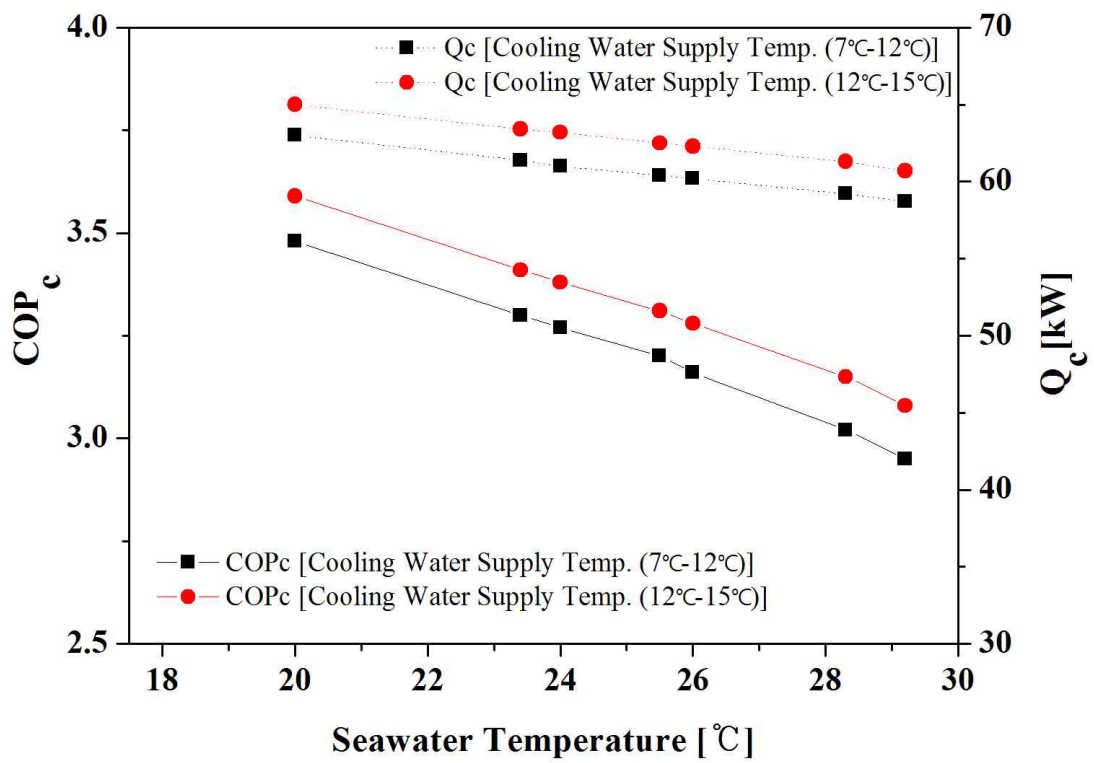 Qc [Cooling Water Supply Temp. (7℃-12℃)]
Qc [Cooling Water Supply Temp. (12℃-15℃)]
4.0
3.5
3.0
2.5
COPc
70
60
50
40
30
Qc [kW]
COPc [Cooling Water Supply Temp. (7℃-12℃)]
COPc [Cooling Water Supply Temp. (12℃-15℃)]
18 20 22 24 26 28 30
Seawater Temperature [℃]